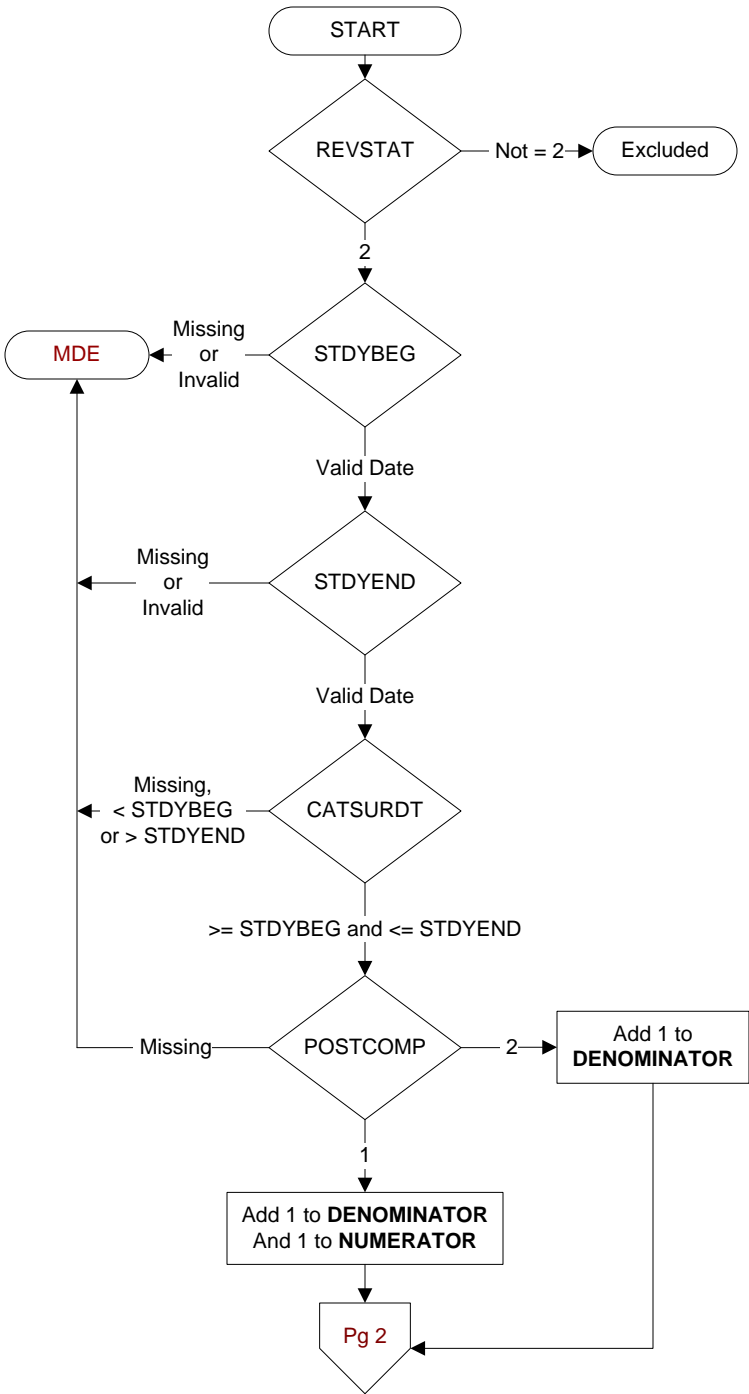 START
REVSTAT
Not = 2
Excluded
2
STDYBEG
Missing
or
Invalid
MDE
Valid Date
STDYEND
Missing
or
Invalid
Valid Date
CATSURDT
Missing,
< STDYBEG
or > STDYEND
>= STDYBEG and <= STDYEND
POSTCOMP
Missing
2
Add 1 to
DENOMINATOR
1
Add 1 to DENOMINATOR
And 1 to NUMERATOR
Pg 2